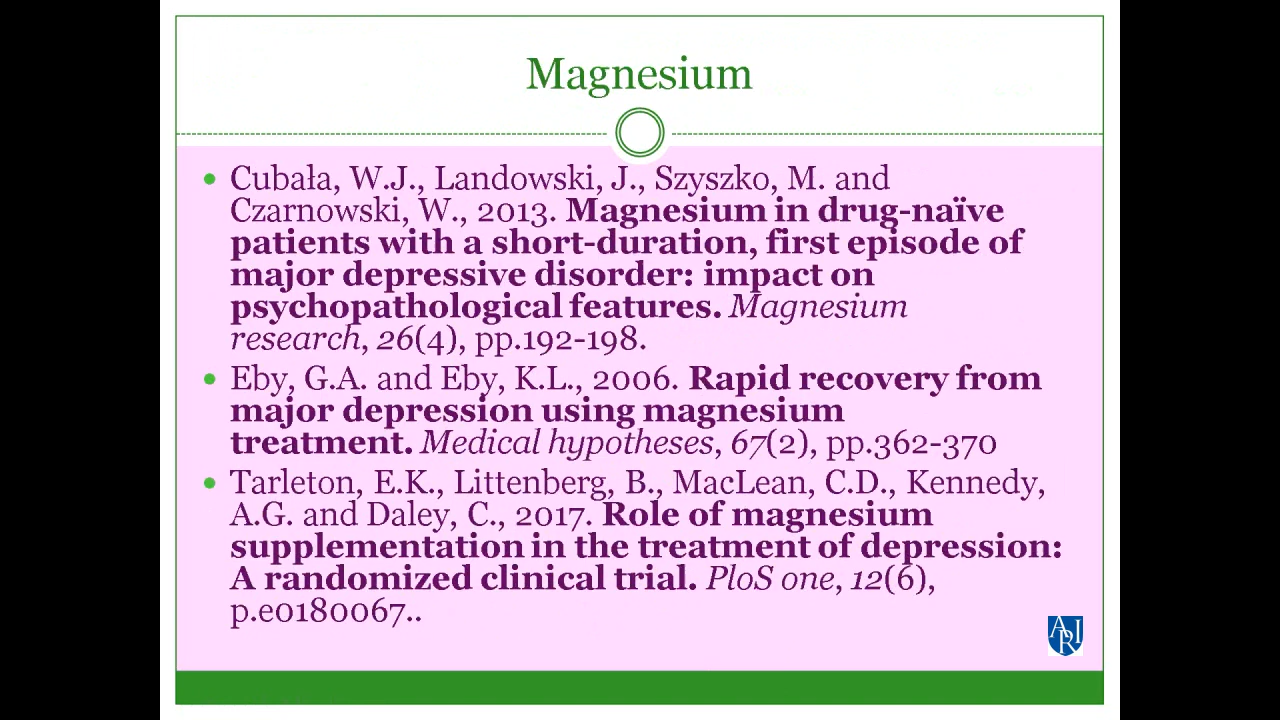 Magnesium
Cubała, W.J., Landowski, J., Szyszko, M. and
Czarnowski, W., 2013. Magnesium in drug-naïve
patients with a short-duration, first episode of
major depressive disorder: impact on
psychopathological features. Magnesium
research, 26(4), pp.192-198.
Eby, G.A. and Eby, K.L., 2006. Rapid recovery from
major depression using magnesium
treatment. Medical hypotheses, 67(2), pp.362-370
Tarleton, E.K., Littenberg, B., MacLean, C.D., Kennedy,
A.G. and Daley, C., 2017. Role of magnesium
supplementation in the treatment of depression:
A randomized clinical trial. PloS one, 12(6),
p.e0180067..
ARI